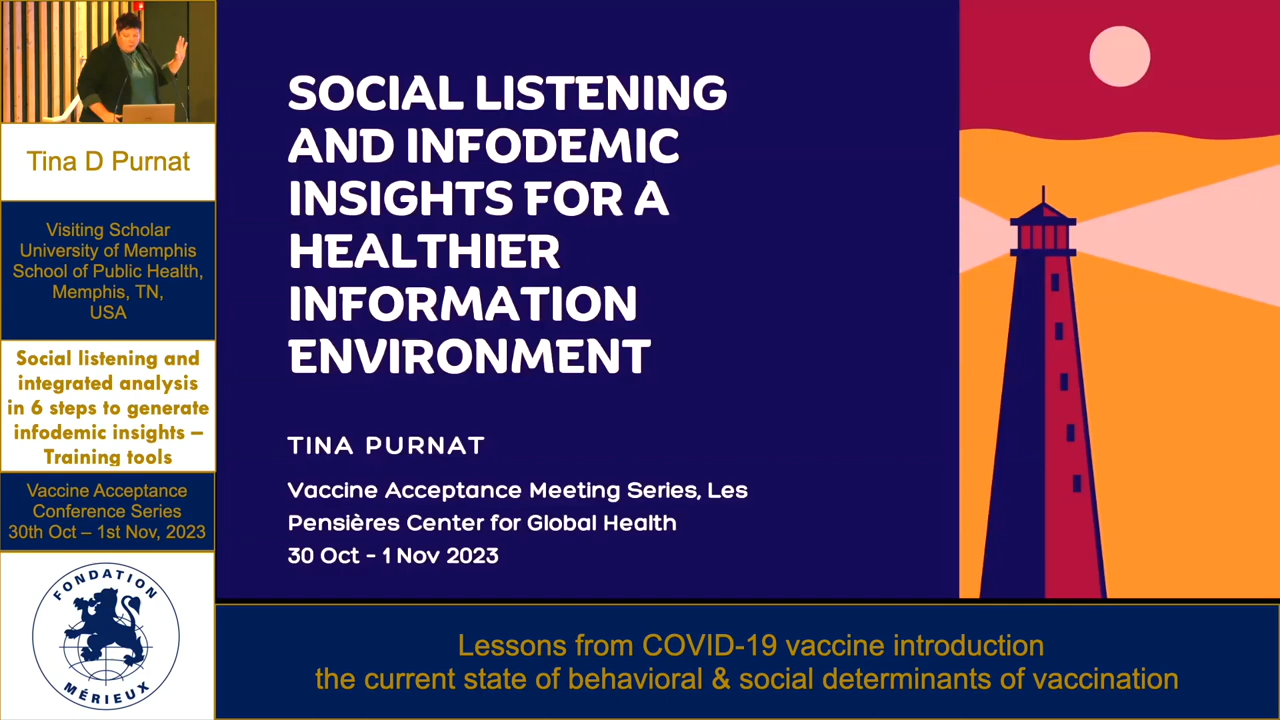 Tina D Purnat
Visiting Scholar
University of Memphis
School of Public Health,
Memphis, TN,
USA
Social listening and
integrated analysis
in 6 steps to generate
infodemic insights –
Training tools
Vaccine Acceptance
Conference Series
30th Oct – 1st Nov, 2023
FONDATION
MÉRIEUX
SOCIAL LISTENING
AND INFODEMIC
INSIGHTS FOR A
HEALTHIER
INFORMATION
ENVIRONMENT
TINA PURNAT
Vaccine Acceptance Meeting Series, Les
Pensières Center for Global Health
30 Oct - 1 Nov 2023
Lessons from COVID-19 vaccine introduction
the current state of behavioral & social determinants of vaccination